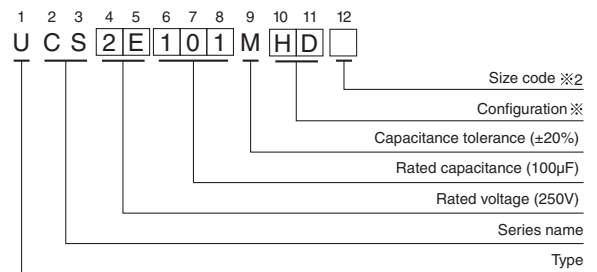 1 2 3 4 5 6 7 8 9 10 11 12
U C S 2 E 1 0 1 M H D
Size code ※2
Configuration※
Capacitance tolerance (±20%)
Rated capacitance (100µF)
Rated voltage (250V)
Series name
Type